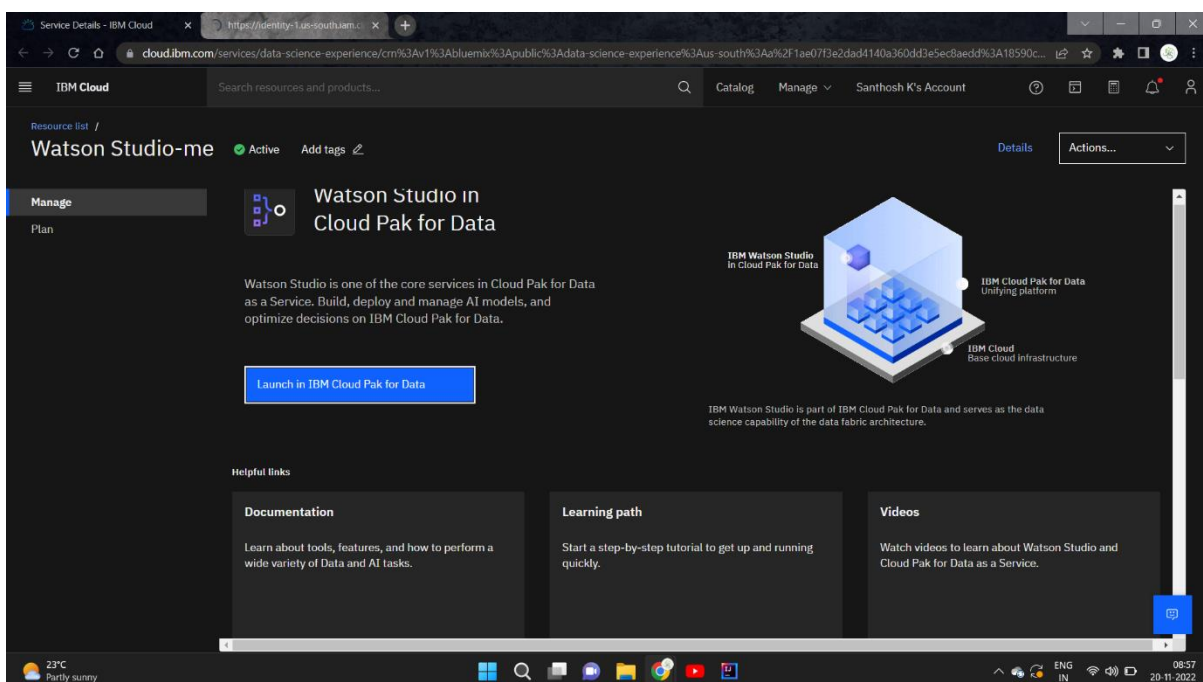 Service Details - IBM Cloud
https://identity-1.us-south.iam.c
cloud.ibm.com/services/data-science-experience/crn%3Av1%3Abluemix%3Apublic%3Adata-science-experience%3Aus-south%3Aa%2F1ae07f3e2dad4140a360dd3e5ec8aedd%3A18590c...
IBM Cloud
Search resources and products...
Catalog
Manage
Santhosh K's Account
Resource list /
Watson Studio-me
Active
Add tags
Details
Actions...
Manage
Plan
Watson Studio in
Cloud Pak for Data
Watson Studio is one of the core services in Cloud Pak for Data
as a Service. Build, deploy and manage AI models, and
optimize decisions on IBM Cloud Pak for Data.
Launch in IBM Cloud Pak for Data
IBM Watson Studio
in Cloud Pak for Data
IBM Cloud Pak for Data
Unifying platform
IBM Cloud
Base cloud infrastructure
IBM Watson Studio is part of IBM Cloud Pak for Data and serves as the data
science capability of the data fabric architecture.
Helpful links
Documentation
Learn about tools, features, and how to perform a
wide variety of Data and AI tasks.
Learning path
Start a step-by-step tutorial to get up and running
quickly.
Videos
Watch videos to learn about Watson Studio and
Cloud Pak for Data as a Service.
23°C
Partly sunny
ENG
IN
08:57
20-11-2022